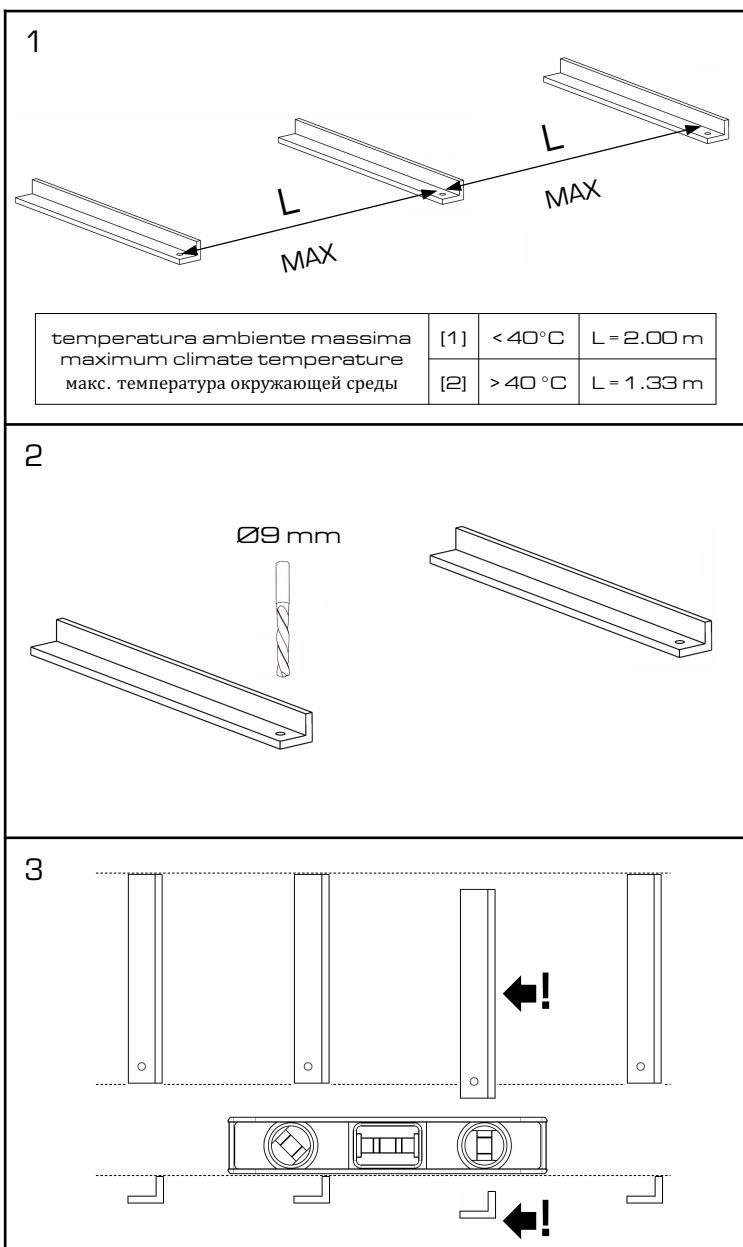 1
L
MAX
L
MAX
temperatura ambiente massima
maximum climate temperature
макс. температура окружающей среды
[1] < 40°C L = 2.00 m
[2] > 40 °C L = 1.33 m
2
Ø9 mm
3
!
!